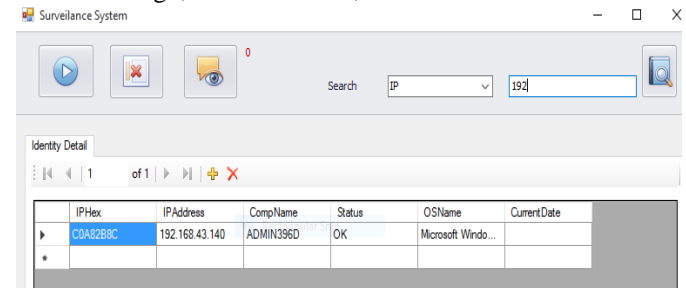 Surveilance System
0
Search IP 192
Identity Detail
1 of 1
IPHex IPAddress CompName Status OSName CurrentDate
C0A82B8C 192.168.43.140 ADMIN396D OK Microsoft Windo...